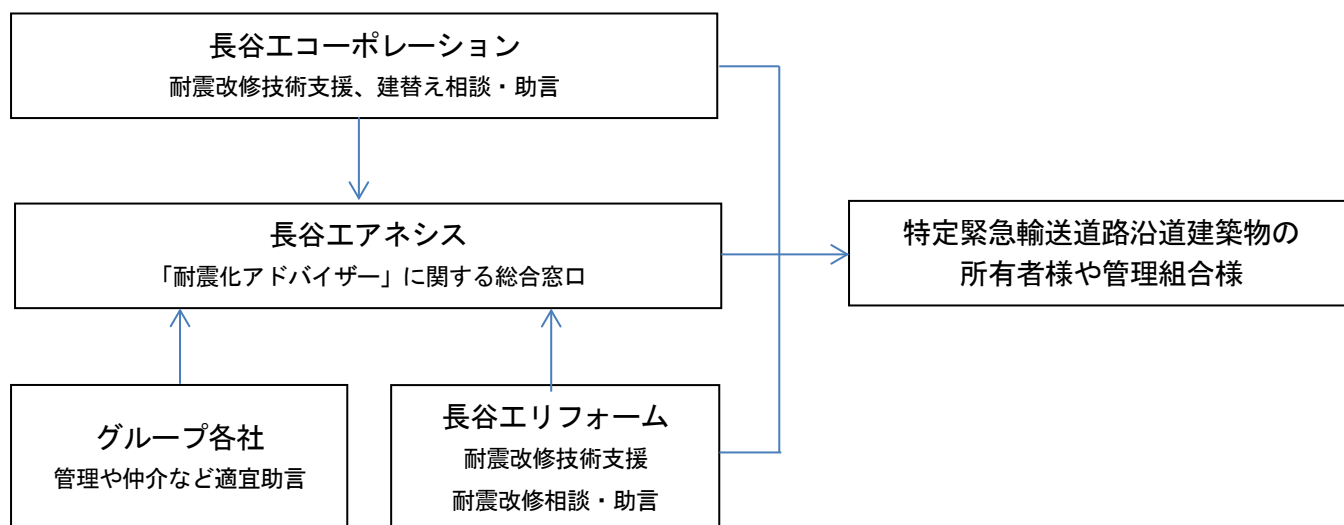 長谷工コーポレーション
耐震改修技術支援、建替え相談・助言
長谷工アネシス
「耐震化アドバイザー」に関する総合窓口
特定緊急輸送道路沿道建築物の
所有者様や管理組合様
グループ各社
管理や仲介など適宜助言
長谷工リフォーム
耐震改修技術支援
耐震改修相談・助言